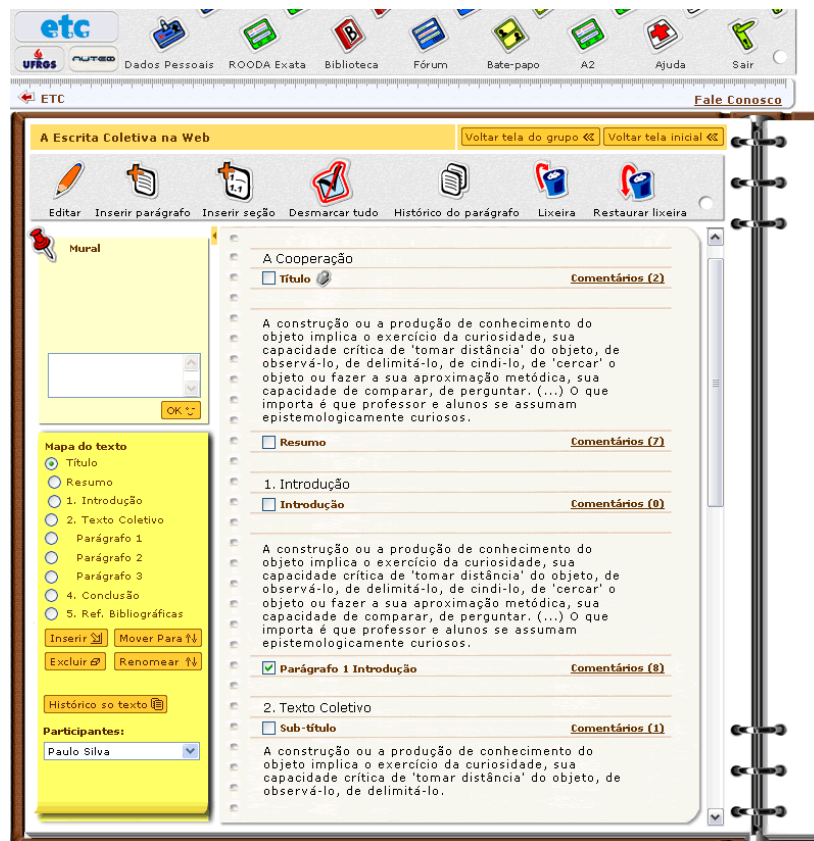 etc
UFRGS NUTED
Dados Pessoais ROODA Exata Biblioteca Fórum Bate-papo A2 Ajuda Sair
ETC
Fale Conosco
A Escrita Coletiva na Web
Voltar tela do grupo
Voltar tela inicial
Editar Inserir parágrafo Inserir seção Desmarcar tudo Histórico do parágrafo Lixeira Restaurar lixeira
Mural
OK
Mapa do texto
Título
Resumo
1. Introdução
2. Texto Coletivo
Parágrafo 1
Parágrafo 2
Parágrafo 3
4. Conclusão
5. Ref. Bibliográficas
Inserir Mover Para
Excluir Renomear
Histórico so texto
Participantes:
Paulo Silva
A Cooperação
Título Comentários (2)
A construção ou a produção de conhecimento do
objeto implica o exercício da curiosidade, sua
capacidade crítica de 'tomar distância' do objeto, de
observá-lo, de delimitá-lo, de cindi-lo, de 'cercar' o
objeto ou fazer a sua aproximação metódica, sua
capacidade de comparar, de perguntar. (...) O que
importa é que professor e alunos se assumam
epistemologicamente curiosos.
Resumo Comentários (7)
1. Introdução
Introdução Comentários (0)
A construção ou a produção de conhecimento do
objeto implica o exercício da curiosidade, sua
capacidade crítica de 'tomar distância' do objeto, de
observá-lo, de delimitá-lo, de cindi-lo, de 'cercar' o
objeto ou fazer a sua aproximação metódica, sua
capacidade de comparar, de perguntar. (...) O que
importa é que professor e alunos se assumam
epistemologicamente curiosos.
Parágrafo 1 Introdução Comentários (8)
2. Texto Coletivo
Sub-título Comentários (1)
A construção ou a produção de conhecimento do
objeto implica o exercício da curiosidade, sua
capacidade crítica de 'tomar distância' do objeto, de
observá-lo, de delimitá-lo.